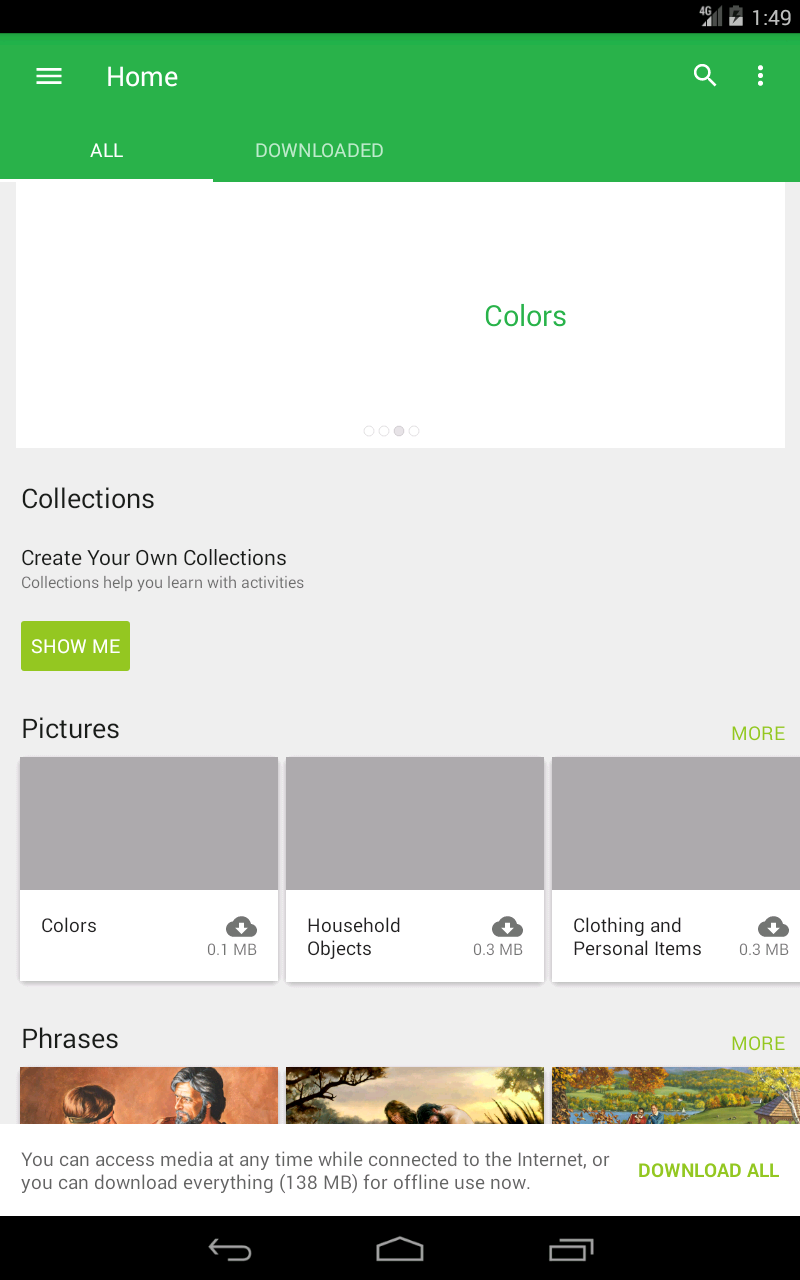 4G 1:49
Home
ALL DOWNLOADED
Colors
Collections
Create Your Own Collections
Collections help you learn with activities
SHOW ME
Pictures MORE
Colors
0.1 MB
Household
Objects
0.3 MB
Clothing and
Personal Items
0.3 MB
Phrases MORE
You can access media at any time while connected to the Internet, or
you can download everything (138 MB) for offline use now.
DOWNLOAD ALL